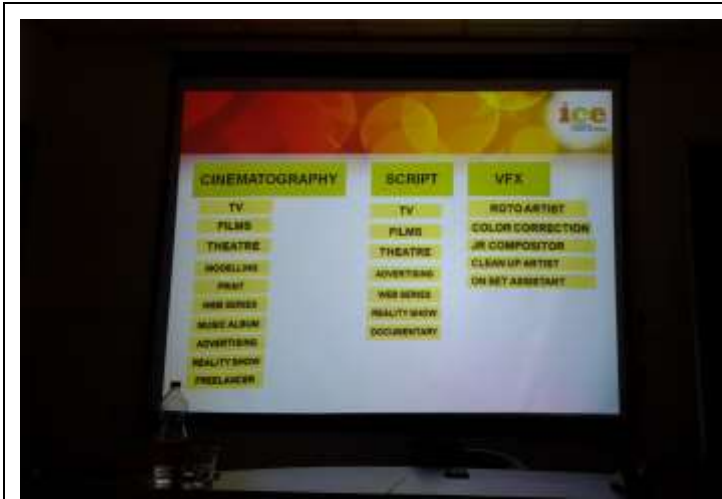 ice
CINEMATOGRAPHY
TV
FILMS
THEATRE
MODELLING
PRINT
WEB SERIES
MUSIC ALBUM
ADVERTISING
REALITY SHOW
FREELANCER
SCRIPT
TV
FILMS
THEATRE
ADVERTISING
WEB SERIES
REALITY SHOW
DOCUMENTARY
VFX
ROTO ARTIST
COLOR CORRECTION
JR COMPOSITOR
CLEAN UP ARTIST
ON SET ASSISTANT